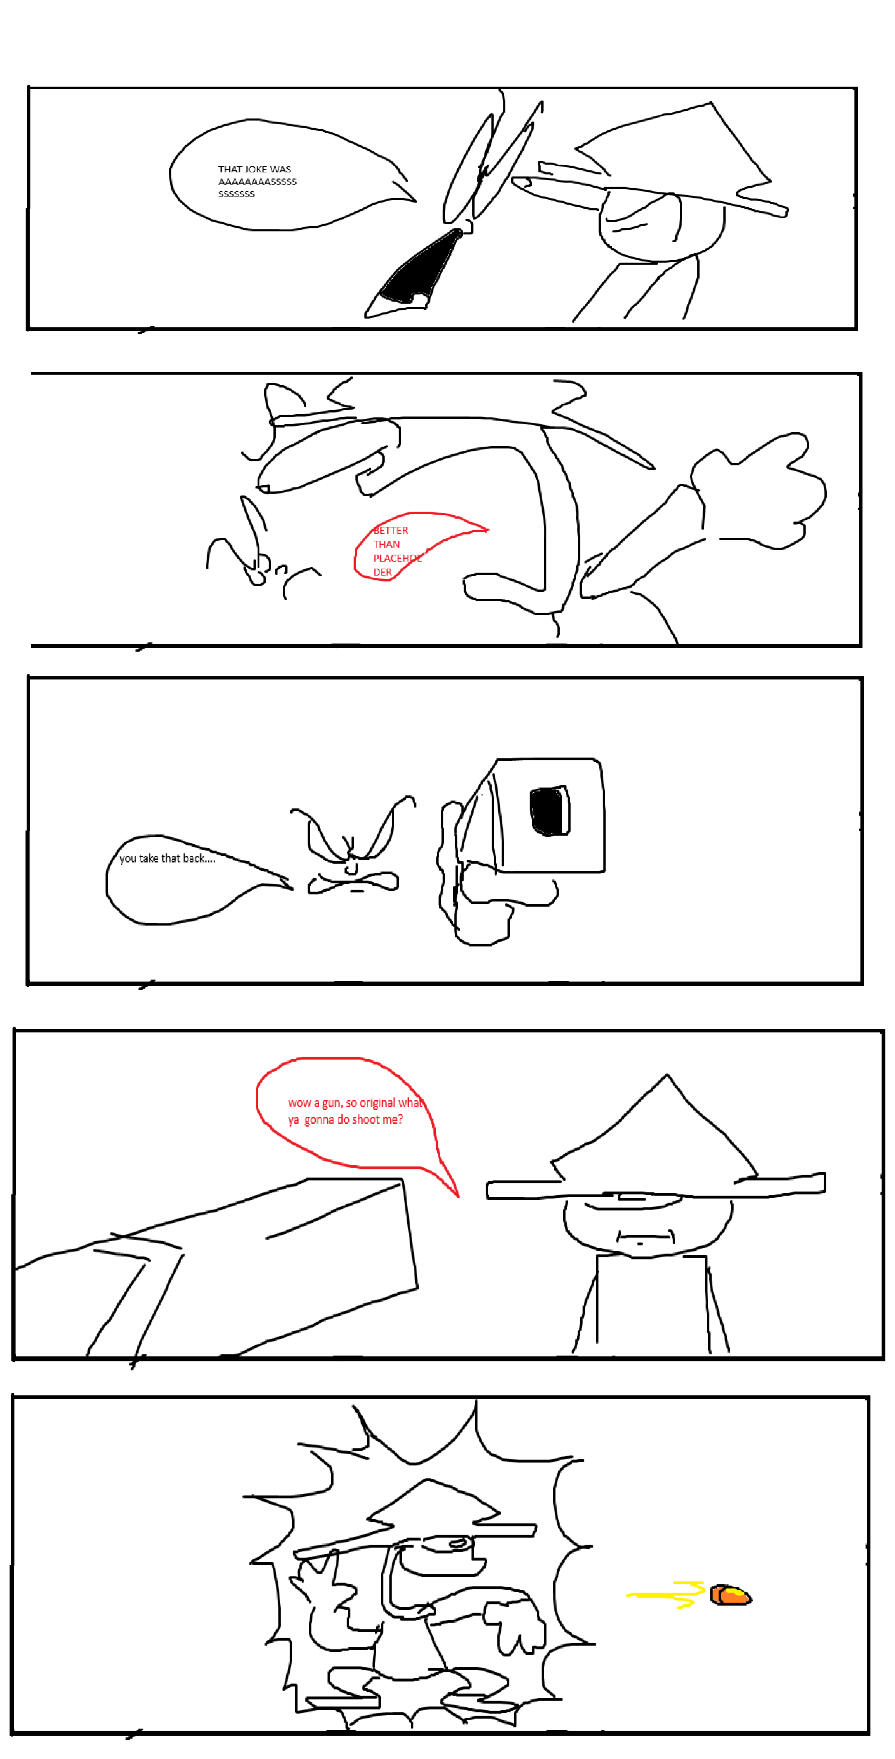 THAT JOKE WAS
AAAAAAAASSSSS
SSSSSSS
BETTER
THAN
PLACEHOL
DER
you take that back....
wow a gun, so original what
ya gonna do shoot me?